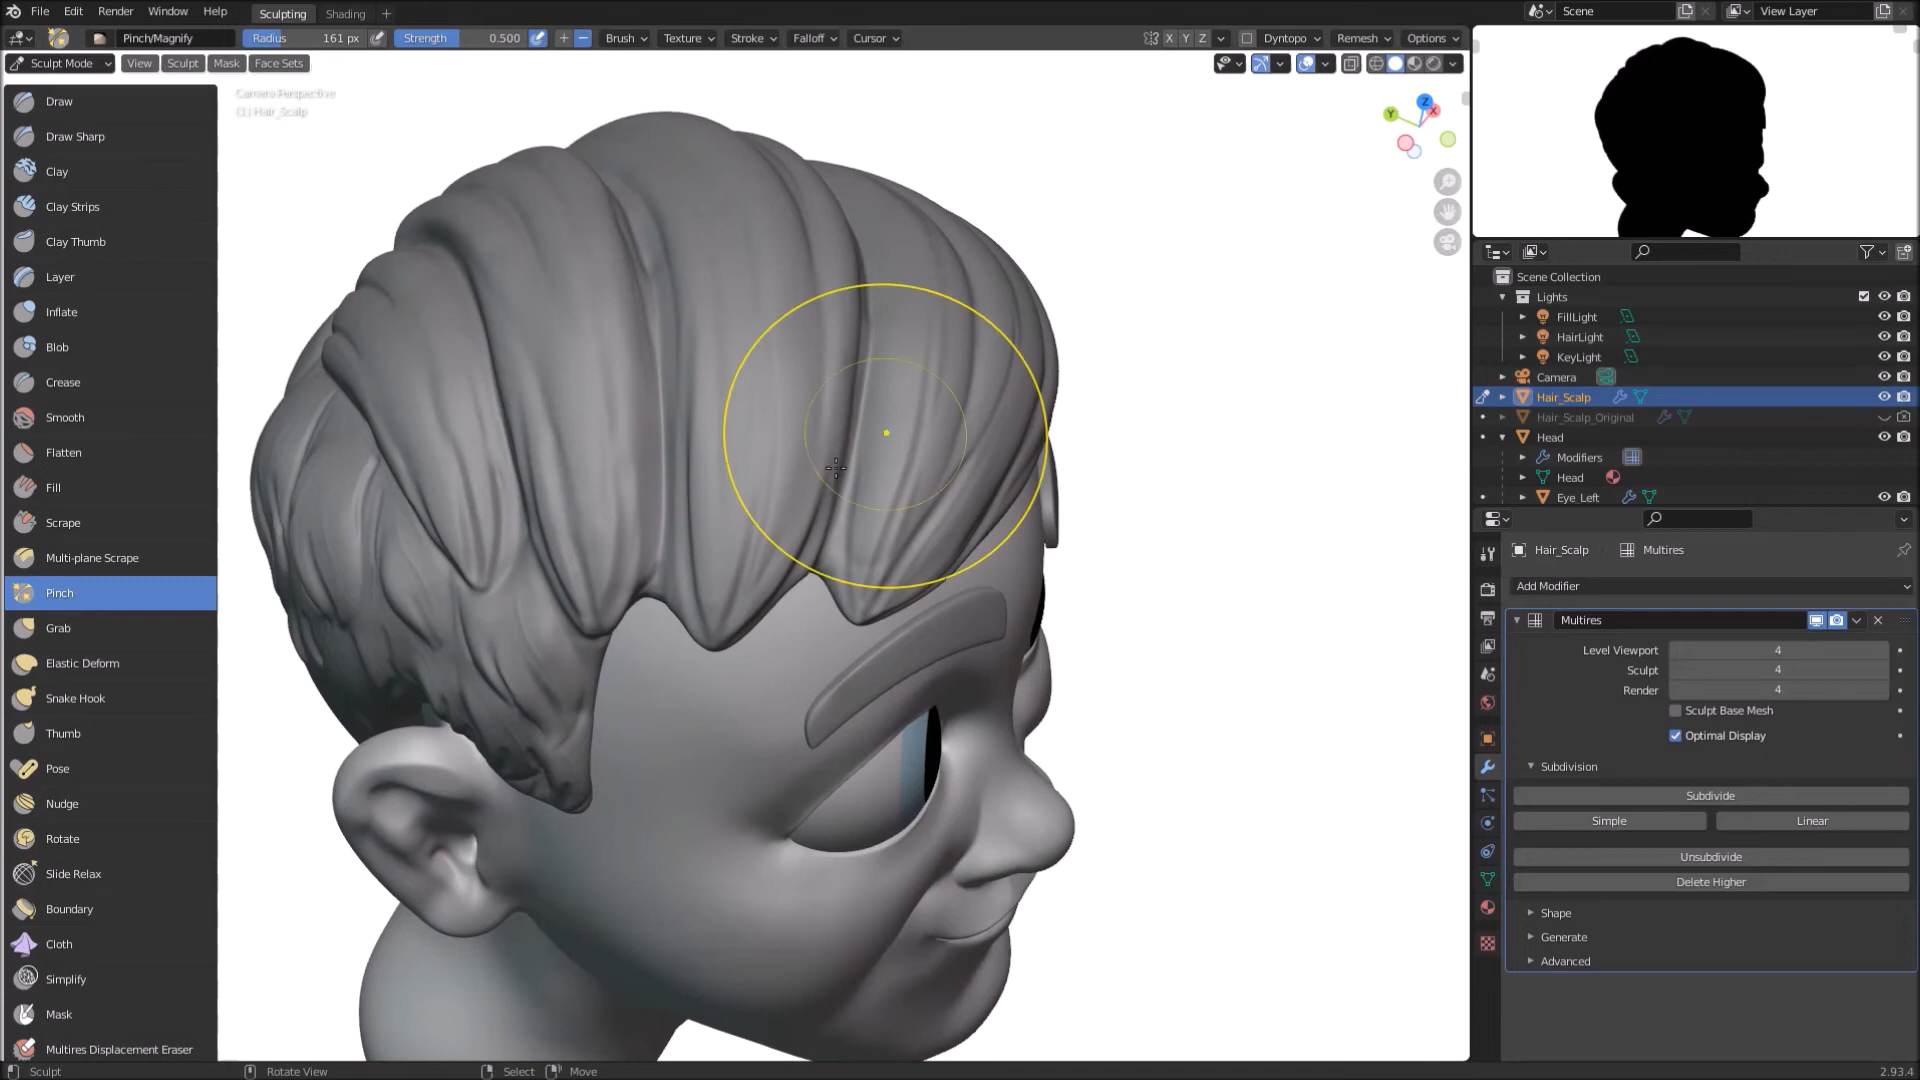 File Edit Render Window Help Sculpting Shading + Scene View Layer
Pinch/Magnify Radius 161 px Strength 0.500 Brush Texture Stroke Falloff Cursor X Y Z Dyntopo Remesh Options
Sculpt Mode View Sculpt Mask Face Sets
Camera Perspective
(1) Hair_Scalp
Z
X
Y
Draw
Draw Sharp
Clay
Clay Strips
Clay Thumb
Layer
Inflate
Blob
Crease
Smooth
Flatten
Fill
Scrape
Multi-plane Scrape
Pinch
Grab
Elastic Deform
Snake Hook
Thumb
Pose
Nudge
Rotate
Slide Relax
Boundary
Cloth
Simplify
Mask
Multires Displacement Eraser
Scene Collection
Lights
FillLight
HairLight
KeyLight
Camera
Hair_Scalp
Hair_Scalp_Original
Head
Modifiers
Head
Eye_Left
Hair_Scalp Multires
Add Modifier
Multires
Level Viewport 4
Sculpt 4
Render 4
Sculpt Base Mesh
Optimal Display
Subdivision
Subdivide
Simple Linear
Unsubdivide
Delete Higher
Shape
Generate
Advanced
Sculpt Rotate View Select Move 2.93.4